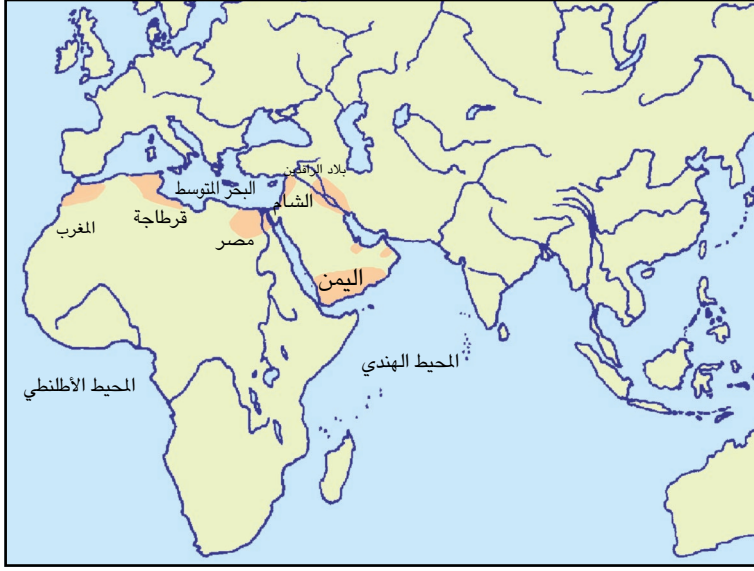 بلاد الرافدين
البحر المتوسط
الشام
المغرب
قرطاجة
مصر
اليمن
المحيط الهندي
المحيط الأطلنطي